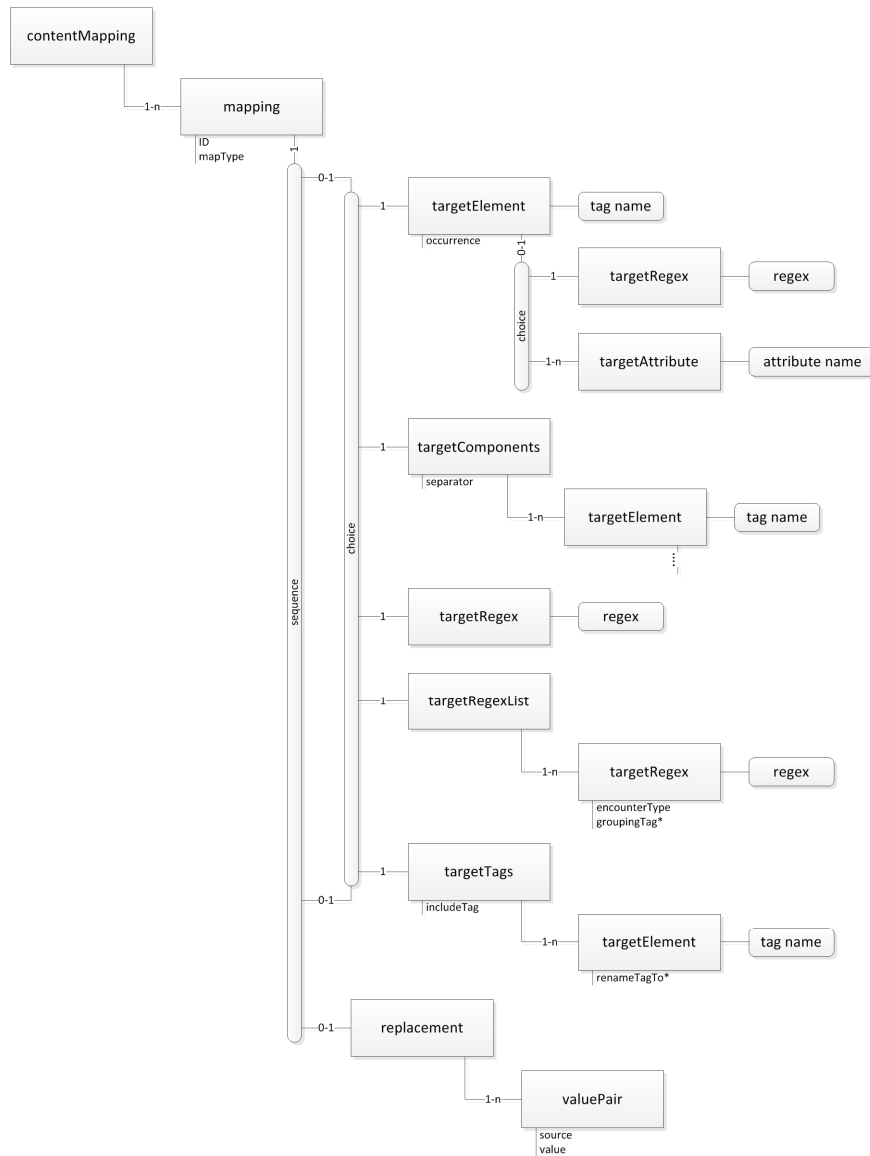 contentMapping
1-n
mapping
ID
mapType
1
0-1
1
targetElement
tag name
occurrence
0-1
1
targetRegex
regex
choice
1-n
targetAttribute
attribute name
1
targetComponents
separator
1-n
targetElement
tag name
choice
sequence
1
targetRegex
regex
1
targetRegexList
1-n
targetRegex
regex
encounterType
groupingTag*
1
targetTags
0-1
includeTag
1-n
targetElement
tag name
renameTagTo*
0-1
replacement
1-n
valuePair
source
value